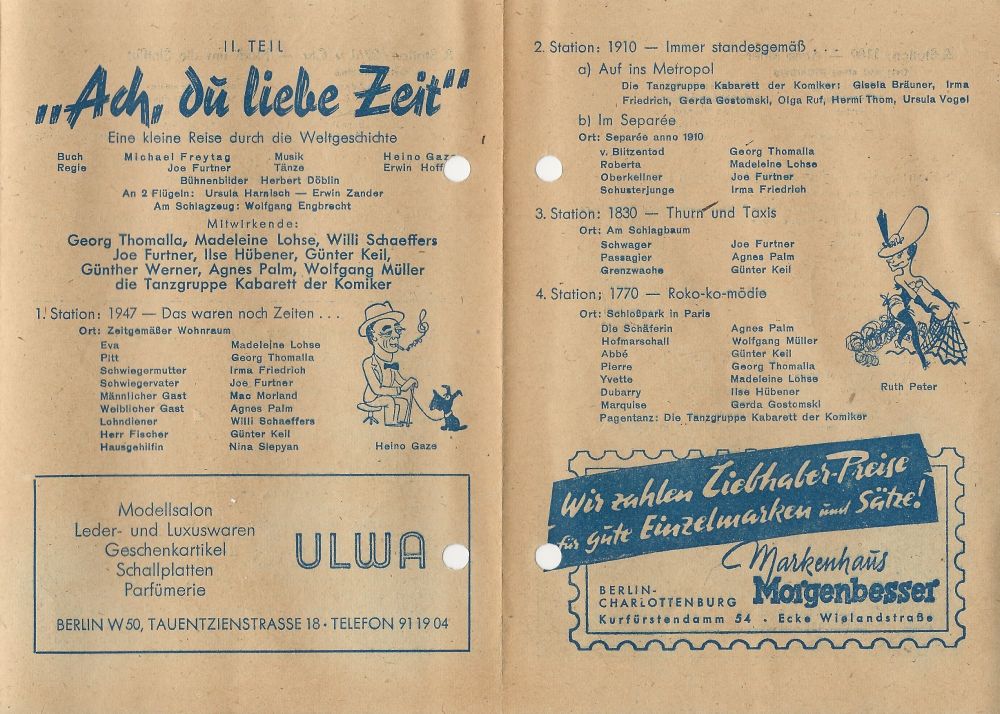 II. TEIL
„Ach, du liebe Zeit“
Eine kleine Reise durch die Weltgeschichte
Buch Michael Freytag Musik Heino Gaze
Regie Joe Furtner Tänze Erwin Hoff
Bühnenbilder Herbert Döblin
An 2 Flügeln: Ursula Harnisch — Erwin Zander
Am Schlagzeug: Wolfgang Engbrecht
Mitwirkende:
Georg Thomalla, Madeleine Lohse, Willi Schaeffers
Joe Furtner, Ilse Hübener, Günter Keil,
Günther Werner, Agnes Palm, Wolfgang Müller
die Tanzgruppe Kabarett der Komiker
1. Station: 1947 — Das waren noch Zeiten . . .
Ort: Zeitgemäßer Wohnraum
Eva Madeleine Lohse
Pitt Georg Thomalla
Schwiegermutter Irma Friedrich
Schwiegervater Joe Furtner
Männlicher Gast Mac Morland
Weiblicher Gast Agnes Palm
Lohndiener Willi Schaeffers
Herr Fischer Günter Keil
Hausgehilfin Nina Slepyan
Heino Gaze
Modellsalon
Leder- und Luxuswaren
Geschenkartikel
Schallplatten
Parfümerie
ULWA
BERLIN W 50, TAUENTZIENSTRASSE 18 · TELEFON 91 19 04
2. Station: 1910 — Immer standesgemäß . . .
a) Auf ins Metropol
Die Tanzgruppe Kabarett der Komiker: Gisela Bräuner, Irma
Friedrich, Gerda Gostomski, Olga Ruf, Hermi Thom, Ursula Vogel
b) Im Separée
Ort: Separée anno 1910
v. Blitzentod Georg Thomalla
Roberta Madeleine Lohse
Oberkellner Joe Furtner
Schusterjunge Irma Friedrich
3. Station: 1830 — Thurn und Taxis
Ort: Am Schlagbaum
Schwager Joe Furtner
Passagier Agnes Palm
Grenzwache Günter Keil
4. Station: 1770 — Roko-ko-mödie
Ort: Schloßpark in Paris
Die Schäferin Agnes Palm
Hofmarschall Wolfgang Müller
Abbé Günter Keil
Pierre Georg Thomalla
Yvette Madeleine Lohse
Dubarry Ilse Hübener
Marquise Gerda Gostomski
Pagentanz: Die Tanzgruppe Kabarett der Komiker
Ruth Peter
Wir zahlen Liebhaber-Preise
für gute Einzelmarken und Sätze!
Markenhaus
Morgenbesser
BERLIN-
CHARLOTTENBURG
Kurfürstendamm 54 · Ecke Wielandstraße